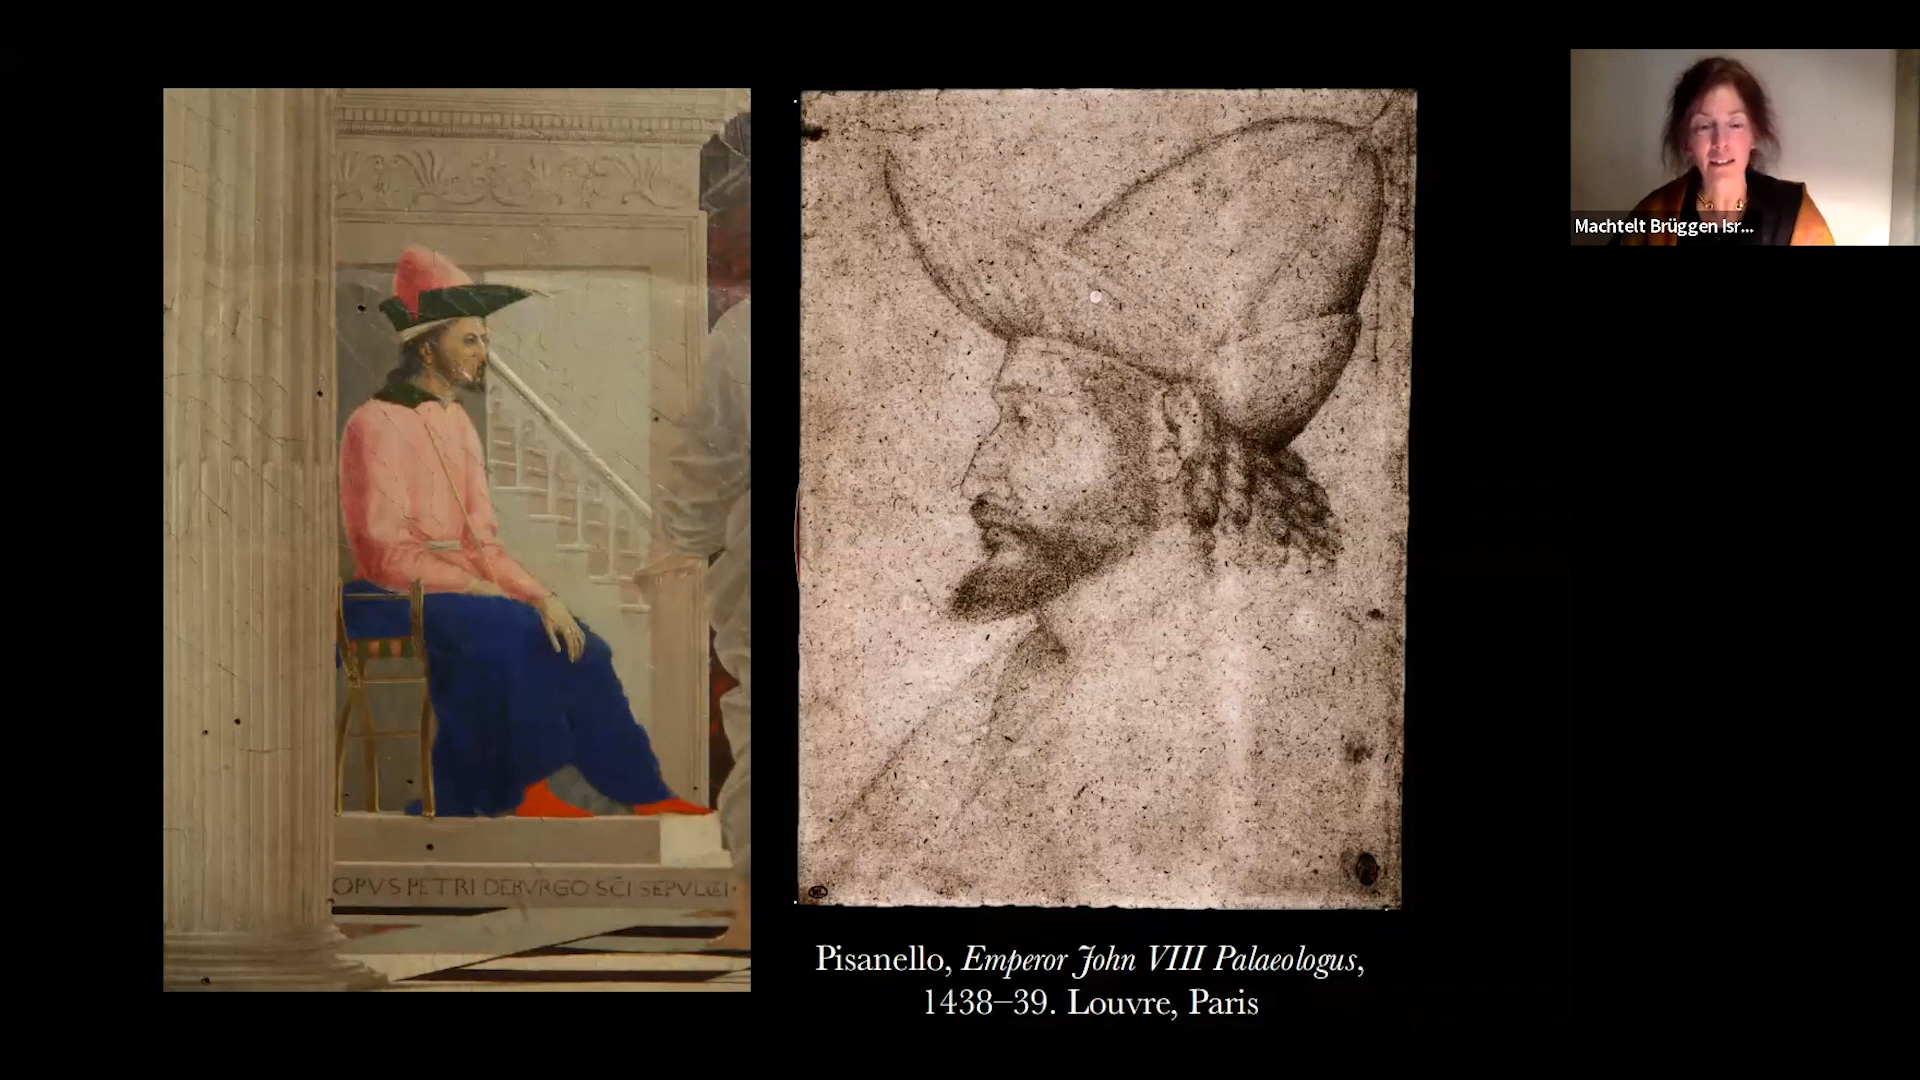 Machtelt Brüggen Isr...
OPVS PETRI DEBVRGO SCI SEPVLCRI
Pisanello, Emperor John VIII Palaeologus,
1438–39. Louvre, Paris